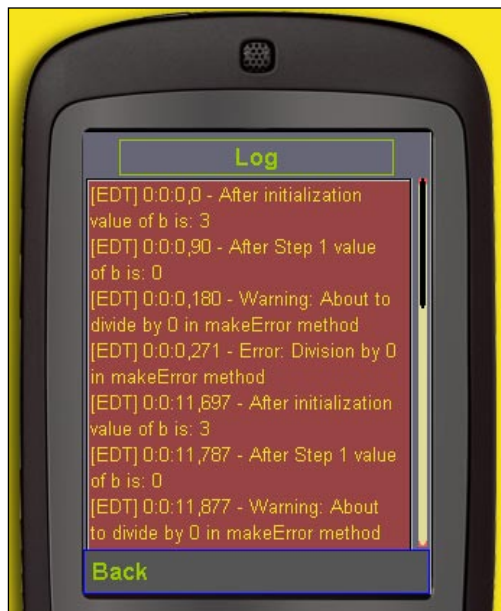 Log
[EDT] 0:0:0,0 - After initialization
value of b is: 3
[EDT] 0:0:0,90 - After Step 1 value
of b is: 0
[EDT] 0:0:0,180 - Warning: About to
divide by 0 in makeError method
[EDT] 0:0:0,271 - Error: Division by 0
in makeError method
[EDT] 0:0:11,697 - After initialization
value of b is: 3
[EDT] 0:0:11,787 - After Step 1 value
of b is: 0
[EDT] 0:0:11,877 - Warning: About
to divide by 0 in makeError method
Back